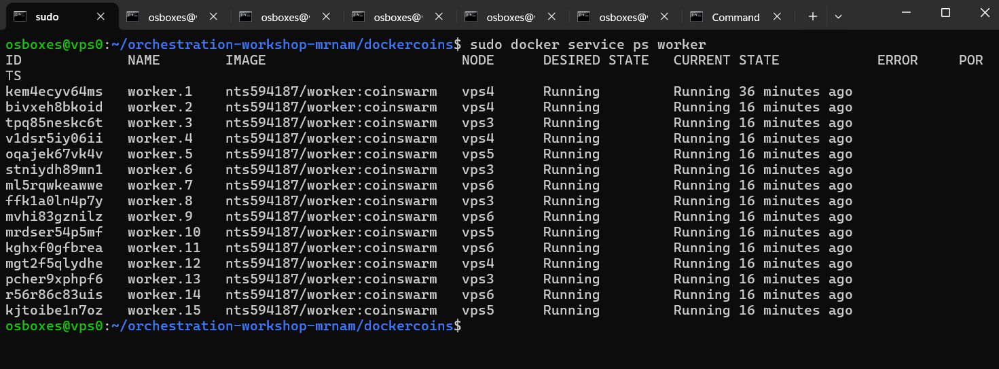 sudo osboxes@' osboxes@' osboxes@' osboxes@' osboxes@' Command
osboxes@vps0:~/orchestration-workshop-mrnam/dockercoins$ sudo docker service ps worker
ID NAME IMAGE NODE DESIRED STATE CURRENT STATE ERROR POR
TS
kem4ecyv64ms worker.1 nts594187/worker:coinswarm vps4 Running Running 36 minutes ago
bivxeh8bkoid worker.2 nts594187/worker:coinswarm vps4 Running Running 16 minutes ago
tpq85neskc6t worker.3 nts594187/worker:coinswarm vps3 Running Running 16 minutes ago
v1dsr5iy06ii worker.4 nts594187/worker:coinswarm vps4 Running Running 16 minutes ago
oqajek67vk4v worker.5 nts594187/worker:coinswarm vps5 Running Running 16 minutes ago
stniydh89mn1 worker.6 nts594187/worker:coinswarm vps3 Running Running 16 minutes ago
ml5rqwkeawwe worker.7 nts594187/worker:coinswarm vps6 Running Running 16 minutes ago
ffk1a0ln4p7y worker.8 nts594187/worker:coinswarm vps3 Running Running 16 minutes ago
mvhi83gznilz worker.9 nts594187/worker:coinswarm vps6 Running Running 16 minutes ago
mrdser54p5mf worker.10 nts594187/worker:coinswarm vps5 Running Running 16 minutes ago
kghxf0gfbrea worker.11 nts594187/worker:coinswarm vps6 Running Running 16 minutes ago
mgt2f5qlydhe worker.12 nts594187/worker:coinswarm vps4 Running Running 16 minutes ago
pcher9xphpf6 worker.13 nts594187/worker:coinswarm vps3 Running Running 16 minutes ago
r56r86c83uis worker.14 nts594187/worker:coinswarm vps6 Running Running 16 minutes ago
kjtoibe1n7oz worker.15 nts594187/worker:coinswarm vps5 Running Running 16 minutes ago
osboxes@vps0:~/orchestration-workshop-mrnam/dockercoins$